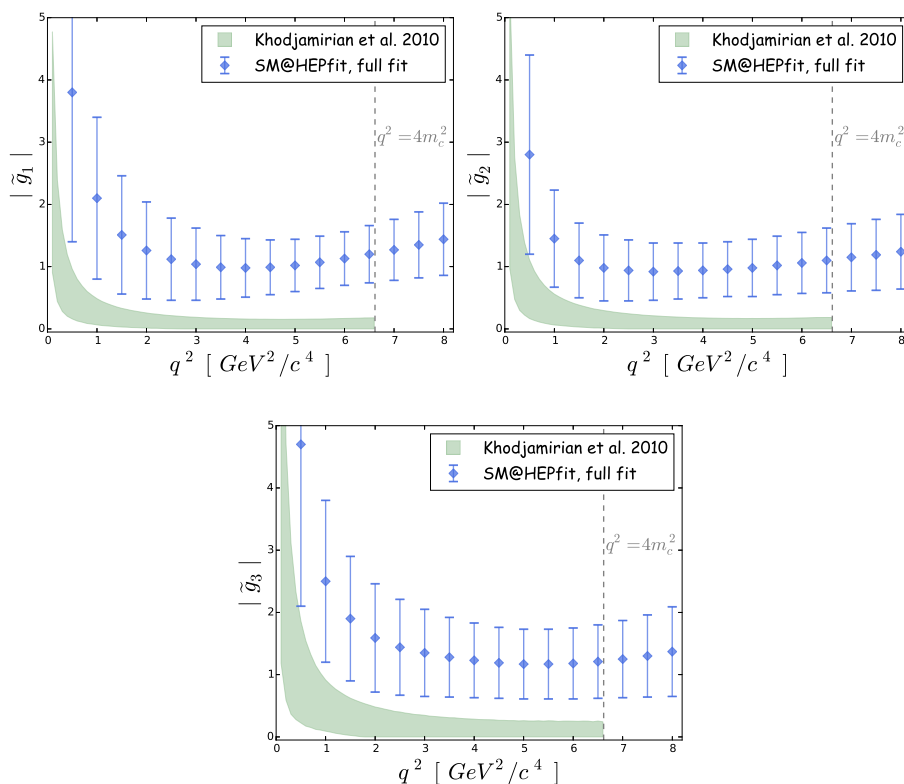 5
4
3
2
1
0
| g̃₁ |
Khodjamirian et al. 2010
SM@HEPfit, full fit
q² = 4m_c²
0 1 2 3 4 5 6 7 8
q² [ GeV²/c⁴ ]
5
4
3
2
1
0
| g̃₂ |
Khodjamirian et al. 2010
SM@HEPfit, full fit
q² = 4m_c²
0 1 2 3 4 5 6 7 8
q² [ GeV²/c⁴ ]
5
4
3
2
1
0
| g̃₃ |
Khodjamirian et al. 2010
SM@HEPfit, full fit
q² = 4m_c²
0 1 2 3 4 5 6 7 8
q² [ GeV²/c⁴ ]